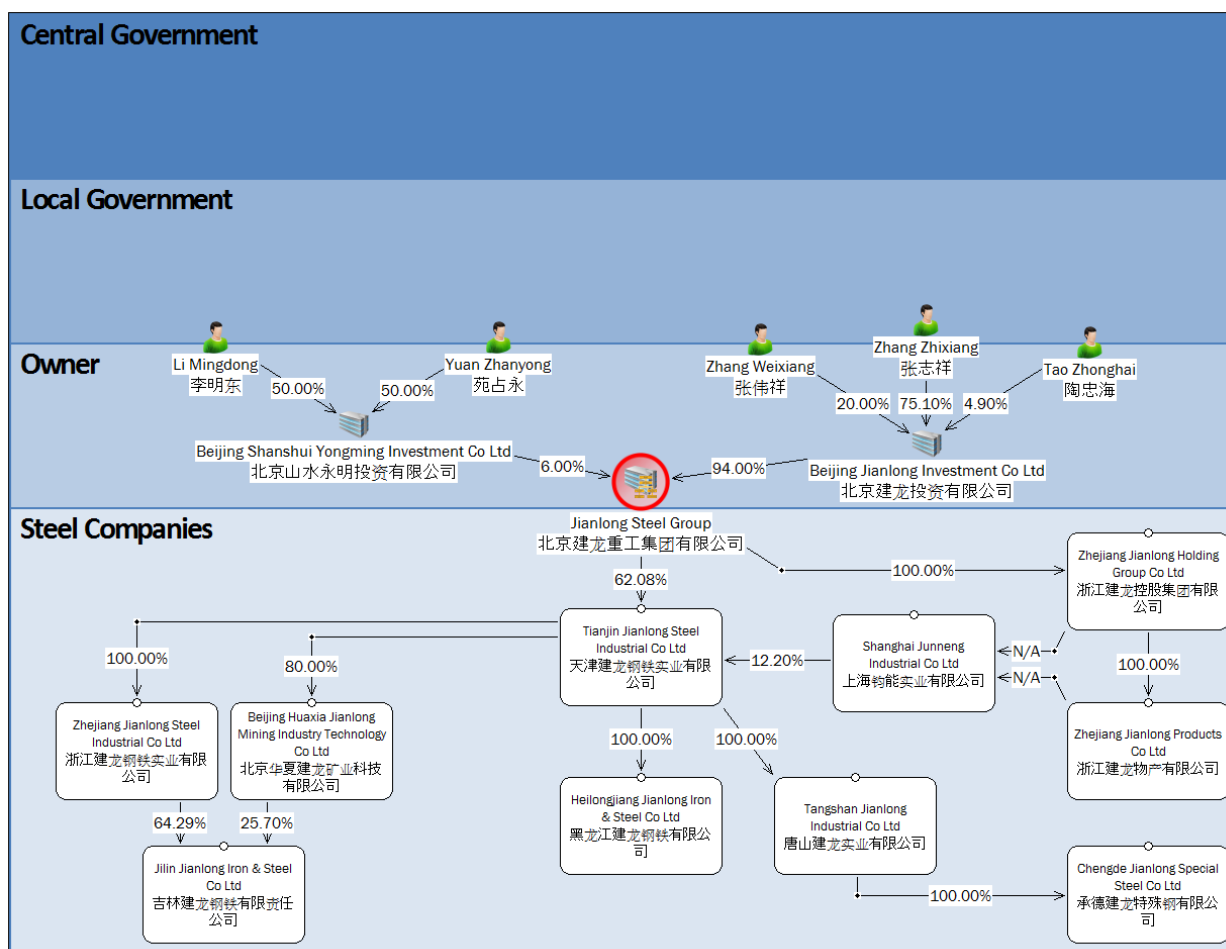 Central Government
Local Government
Owner
Li Mingdong
李明东
Yuan Zhanyong
苑占永
Zhang Weixiang
张伟祥
Zhang Zhixiang
张志祥
Tao Zhonghai
陶忠海
50.00%
50.00%
20.00%
75.10%
4.90%
Beijing Shanshui Yongming Investment Co Ltd
北京山水永明投资有限公司
6.00%
94.00%
Beijing Jianlong Investment Co Ltd
北京建龙投资有限公司
Steel Companies
Jianlong Steel Group
北京建龙重工集团有限公司
62.08%
100.00%
Zhejiang Jianlong Holding
Group Co Ltd
浙江建龙控股集团有限
公司
Tianjin Jianlong Steel
Industrial Co Ltd
天津建龙钢铁实业有限
公司
12.20%
Shanghai Junneng
Industrial Co Ltd
上海钧能实业有限公司
N/A
N/A
100.00%
100.00%
80.00%
Zhejiang Jianlong Steel
Industrial Co Ltd
浙江建龙钢铁实业有限
公司
Beijing Huaxia Jianlong
Mining Industry Technology
Co Ltd
北京华夏建龙矿业科技
有限公司
100.00%
100.00%
Zhejiang Jianlong Products
Co Ltd
浙江建龙物产有限公司
64.29%
25.70%
Heilongjiang Jianlong Iron
& Steel Co Ltd
黑龙江建龙钢铁有限公
司
Tangshan Jianlong
Industrial Co Ltd
唐山建龙实业有限公司
Jilin Jianlong Iron & Steel
Co Ltd
吉林建龙钢铁有限责任
公司
100.00%
Chengde Jianlong Special
Steel Co Ltd
承德建龙特殊钢有限公
司